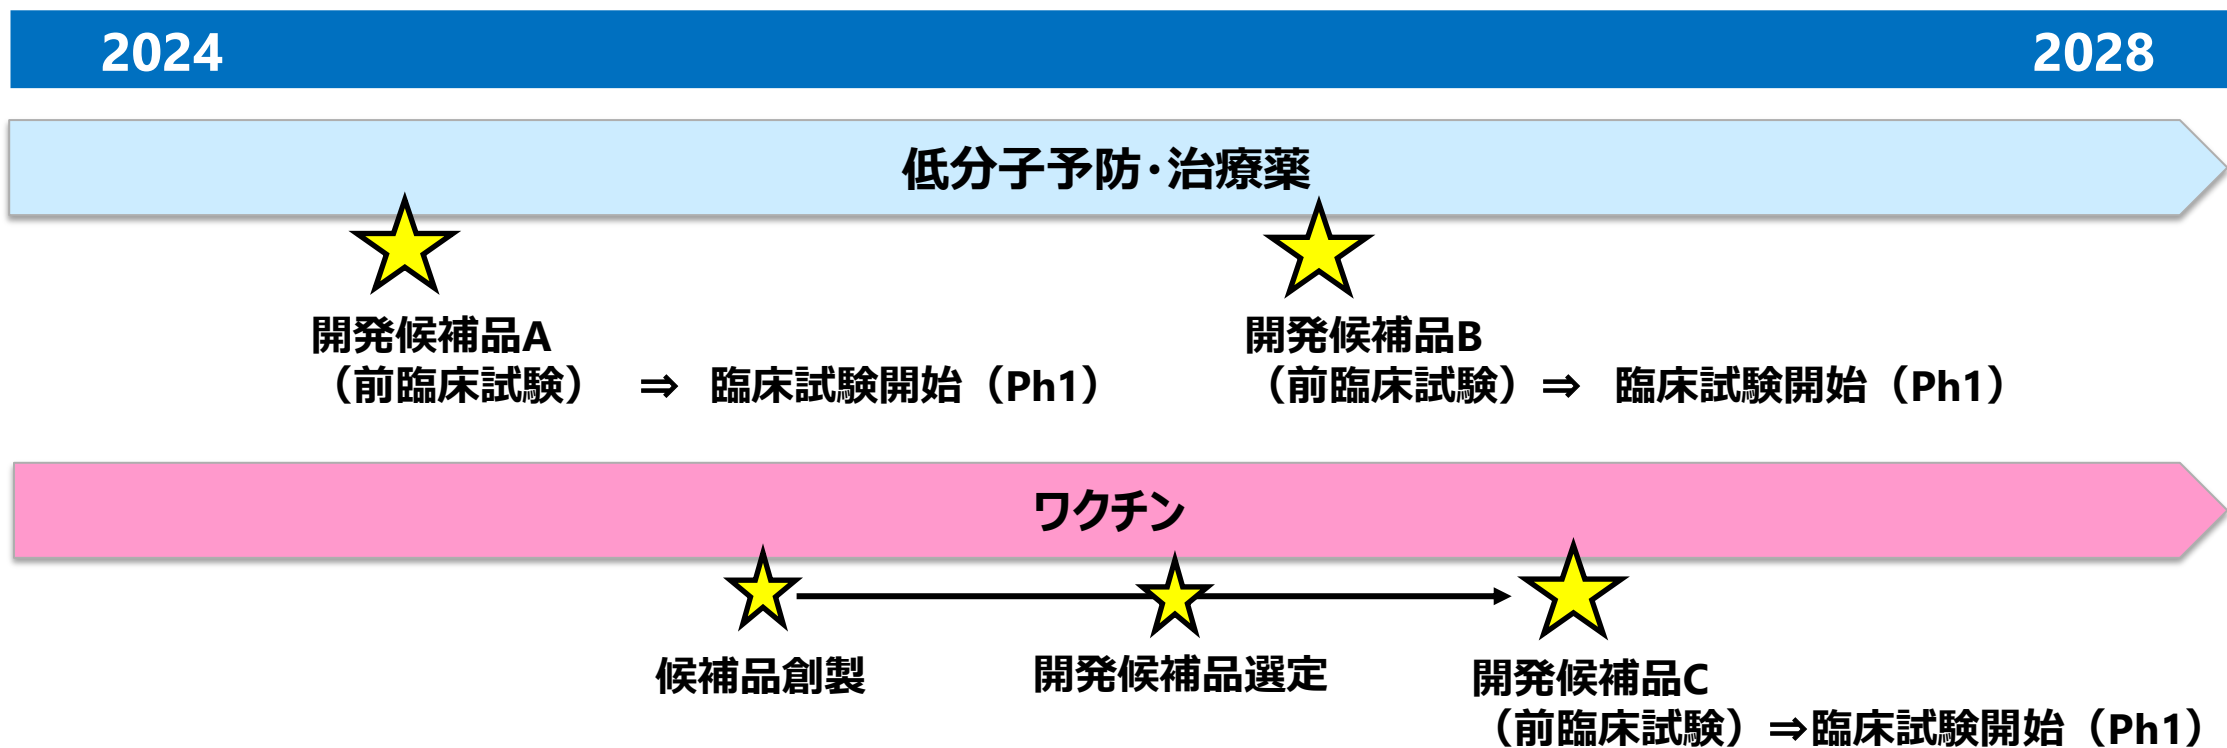 2024 2028
低分子予防・治療薬
開発候補品A
（前臨床試験） ⇒ 臨床試験開始（Ph1）
開発候補品B
（前臨床試験）⇒ 臨床試験開始（Ph1）
ワクチン
候補品創製
開発候補品選定
開発候補品C
（前臨床試験）⇒臨床試験開始（Ph1）